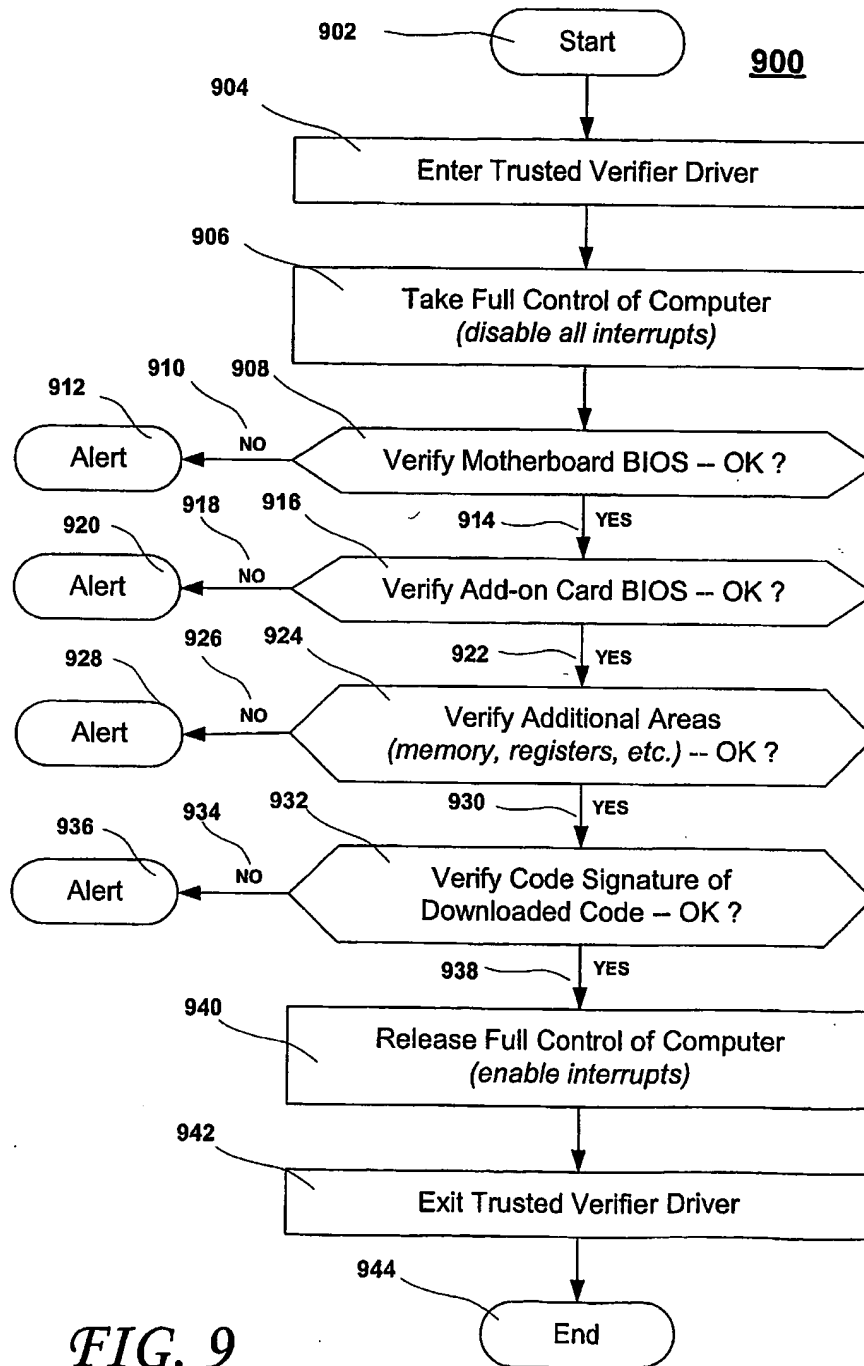 902
Start
900
904
Enter Trusted Verifier Driver
906
Take Full Control of Computer
(disable all interrupts)
908
910
912
Alert
NO
Verify Motherboard BIOS -- OK ?
914
YES
916
918
920
Alert
NO
Verify Add-on Card BIOS -- OK ?
922
YES
924
926
928
Alert
NO
Verify Additional Areas
(memory, registers, etc.) -- OK ?
930
YES
932
934
936
Alert
NO
Verify Code Signature of
Downloaded Code -- OK ?
938
YES
940
Release Full Control of Computer
(enable interrupts)
942
Exit Trusted Verifier Driver
944
End
FIG. 9